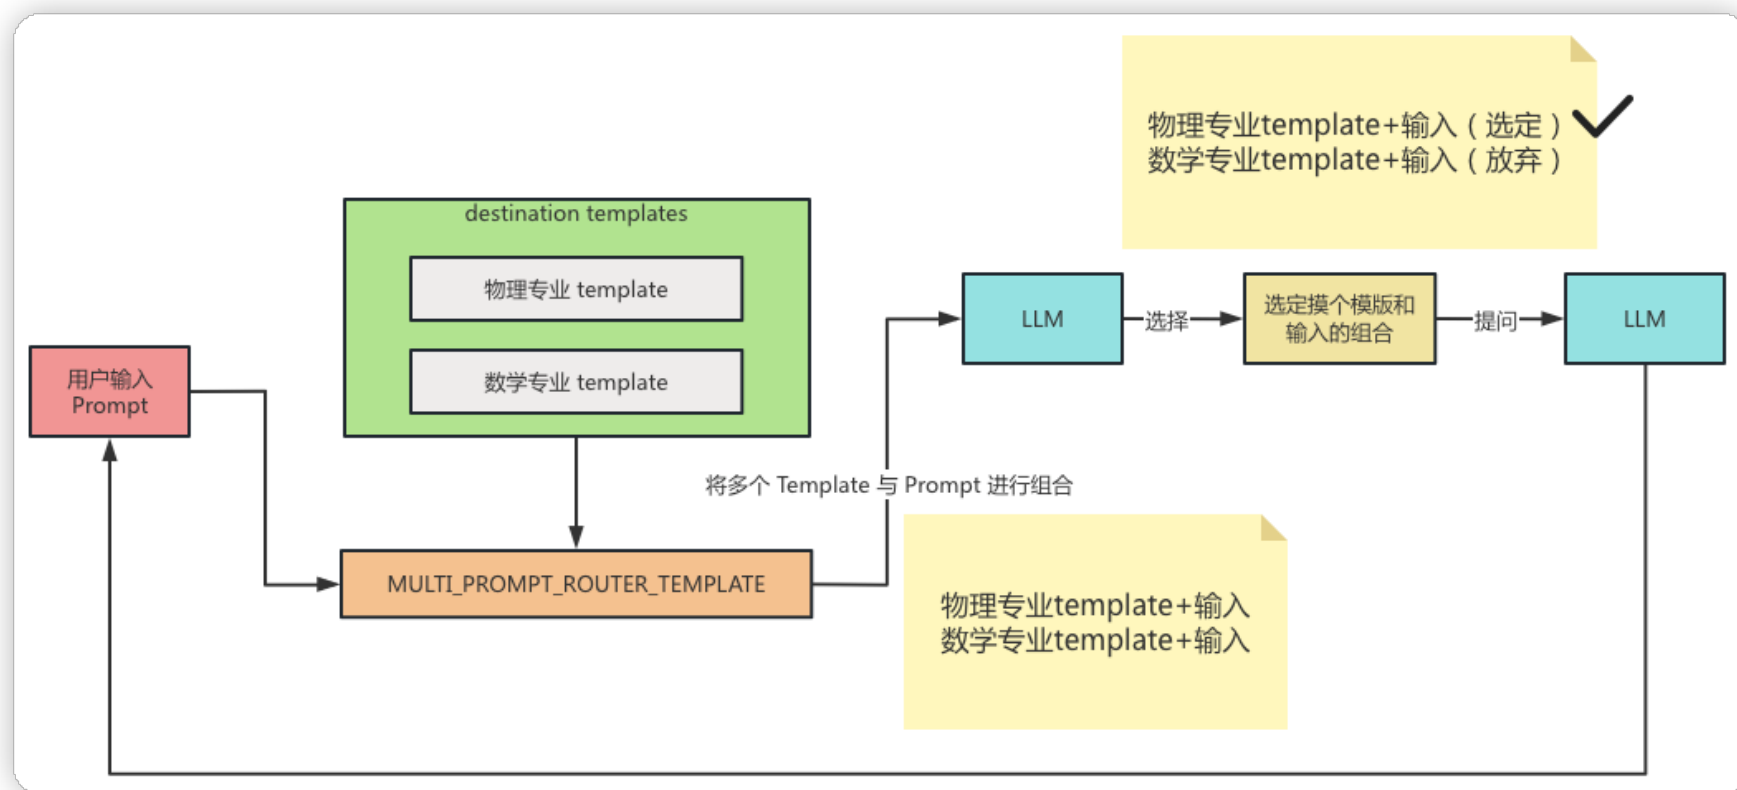 物理专业template+输入（选定）
数学专业template+输入（放弃）
destination templates
物理专业 template
数学专业 template
用户输入
Prompt
MULTI_PROMPT_ROUTER_TEMPLATE
将多个 Template 与 Prompt 进行组合
物理专业template+输入
数学专业template+输入
LLM
选择
选定摸个模版和
输入的组合
提问
LLM